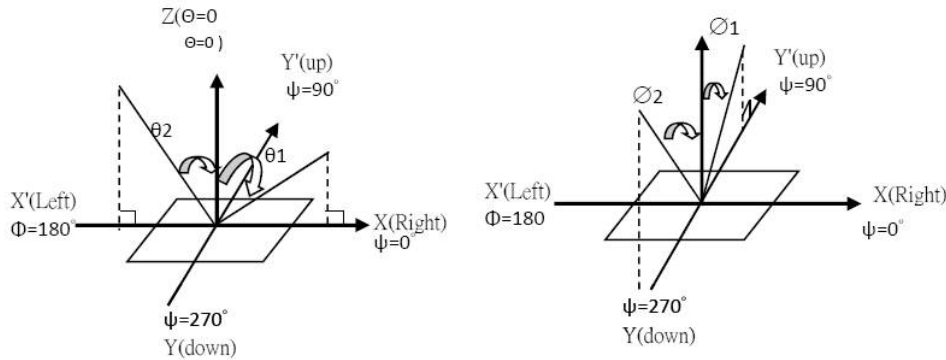 Z(Θ=0
Θ=0 )
Y'(up)
ψ=90°
θ2
θ1
X'(Left)
Φ=180°
X(Right)
ψ=0°
ψ=270°
Y(down)
∅1
Y'(up)
ψ=90°
∅2
X'(Left)
Φ=180
X(Right)
ψ=0°
ψ=270°
Y(down)